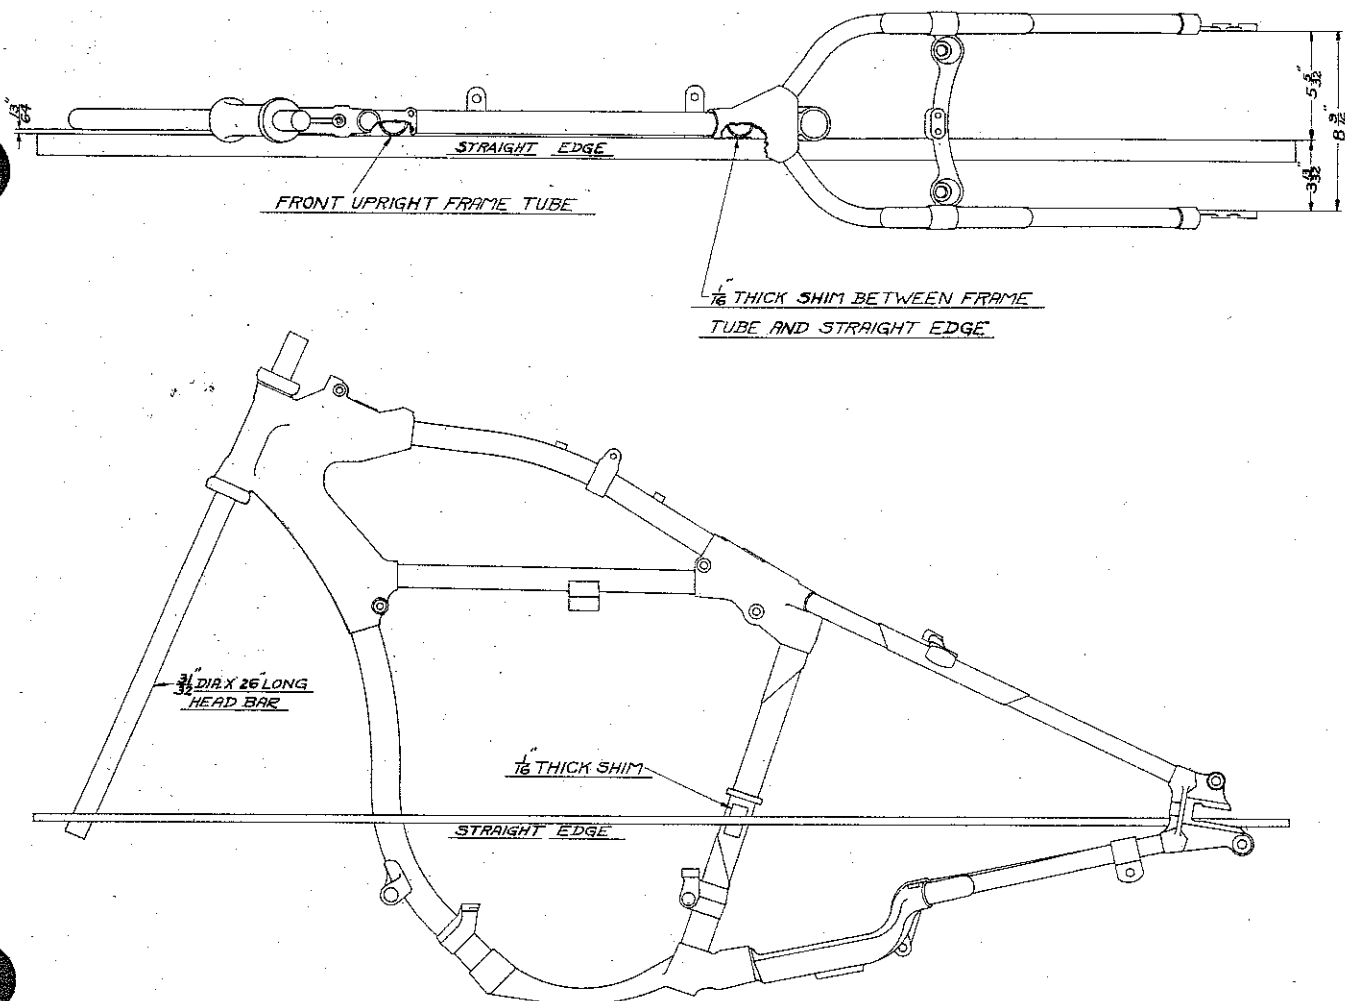 13/64"
STRAIGHT EDGE
FRONT UPRIGHT FRAME TUBE
5 5/32"
8 9/16"
3 13/32"
1/16" THICK SHIM BETWEEN FRAME
TUBE AND STRAIGHT EDGE
31/32" DIA X 26" LONG
HEAD BAR
1/16" THICK SHIM
STRAIGHT EDGE